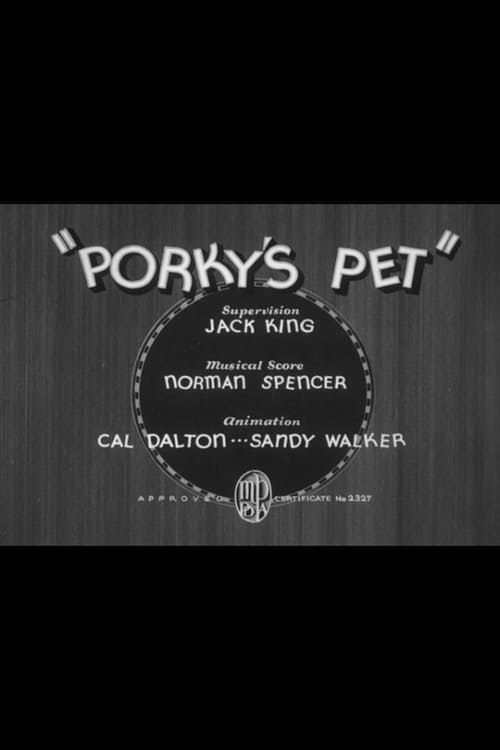 "PORKY'S PET"
Supervision
JACK KING
Musical Score
NORMAN SPENCER
Animation
CAL DALTON...SANDY WALKER
APPROVED MPPDA CERTIFICATE No 2327